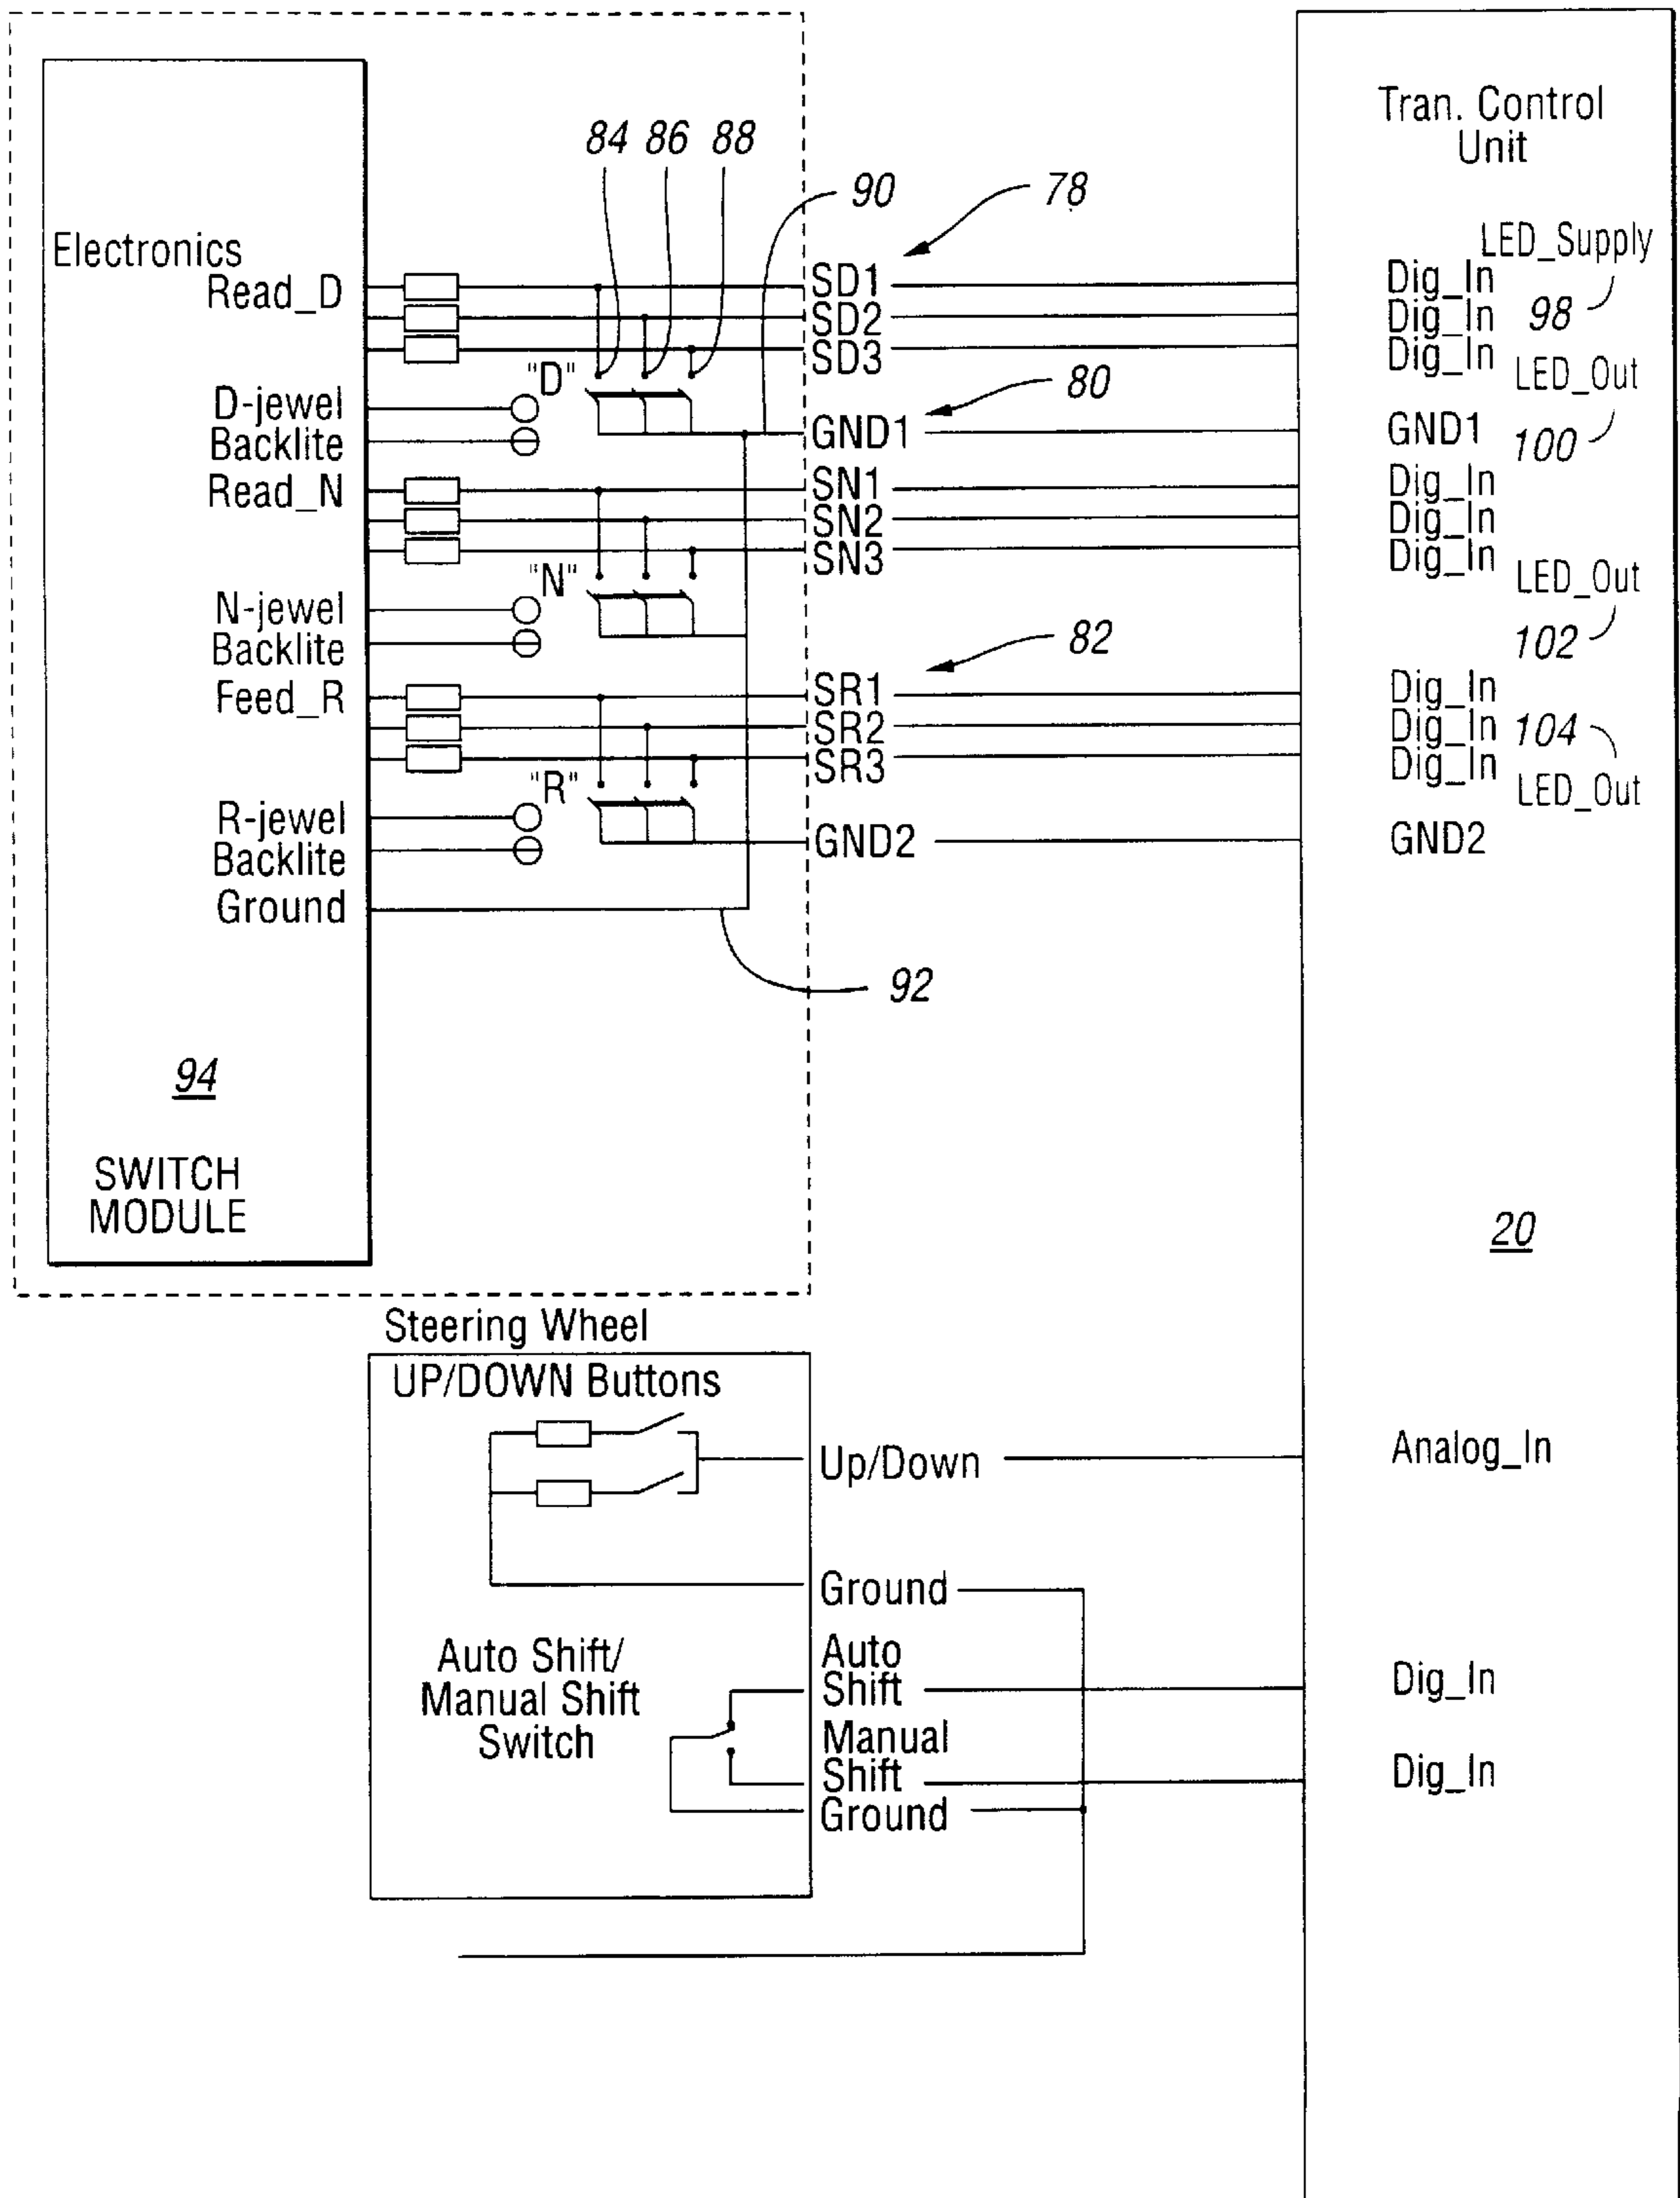 Tran. Control
Unit
84 86 88
90
78
Electronics
LED_Supply
98
Read_D
SD1
Dig_In
SD2
Dig_In
SD3
Dig_In
LED_Out
100
"D"
80
D-jewel
Backlite
GND1
GND1
Read_N
SN1
Dig_In
SN2
Dig_In
SN3
Dig_In
LED_Out
102
"N"
N-jewel
Backlite
82
Feed_R
SR1
Dig_In
SR2
Dig_In
104
SR3
Dig_In
LED_Out
"R"
R-jewel
Backlite
GND2
GND2
Ground
92
94
SWITCH
MODULE
20
Steering Wheel
UP/DOWN Buttons
Up/Down
Analog_In
Ground
Auto Shift/
Manual Shift
Switch
Auto
Shift
Dig_In
Manual
Shift
Dig_In
Ground